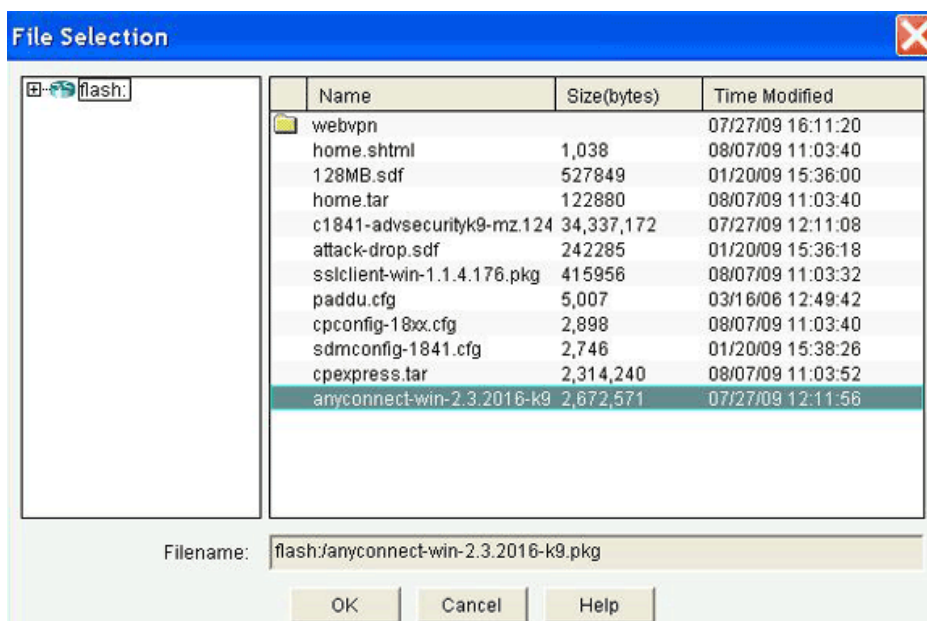 File Selection
flash:
Name Size(bytes) Time Modified
webvpn 07/27/09 16:11:20
home.shtml 1,038 08/07/09 11:03:40
128MB.sdf 527849 01/20/09 15:36:00
home.tar 122880 08/07/09 11:03:40
c1841-advsecurityk9-mz.124 34,337,172 07/27/09 12:11:08
attack-drop.sdf 242285 01/20/09 15:36:18
sslclient-win-1.1.4.176.pkg 415956 08/07/09 11:03:32
paddu.cfg 5,007 03/16/06 12:49:42
cpconfig-18xx.cfg 2,898 08/07/09 11:03:40
sdmconfig-1841.cfg 2,746 01/20/09 15:38:26
cpexpress.tar 2,314,240 08/07/09 11:03:52
anyconnect-win-2.3.2016-k9 2,672,571 07/27/09 12:11:56
Filename: flash:/anyconnect-win-2.3.2016-k9.pkg
OK Cancel Help